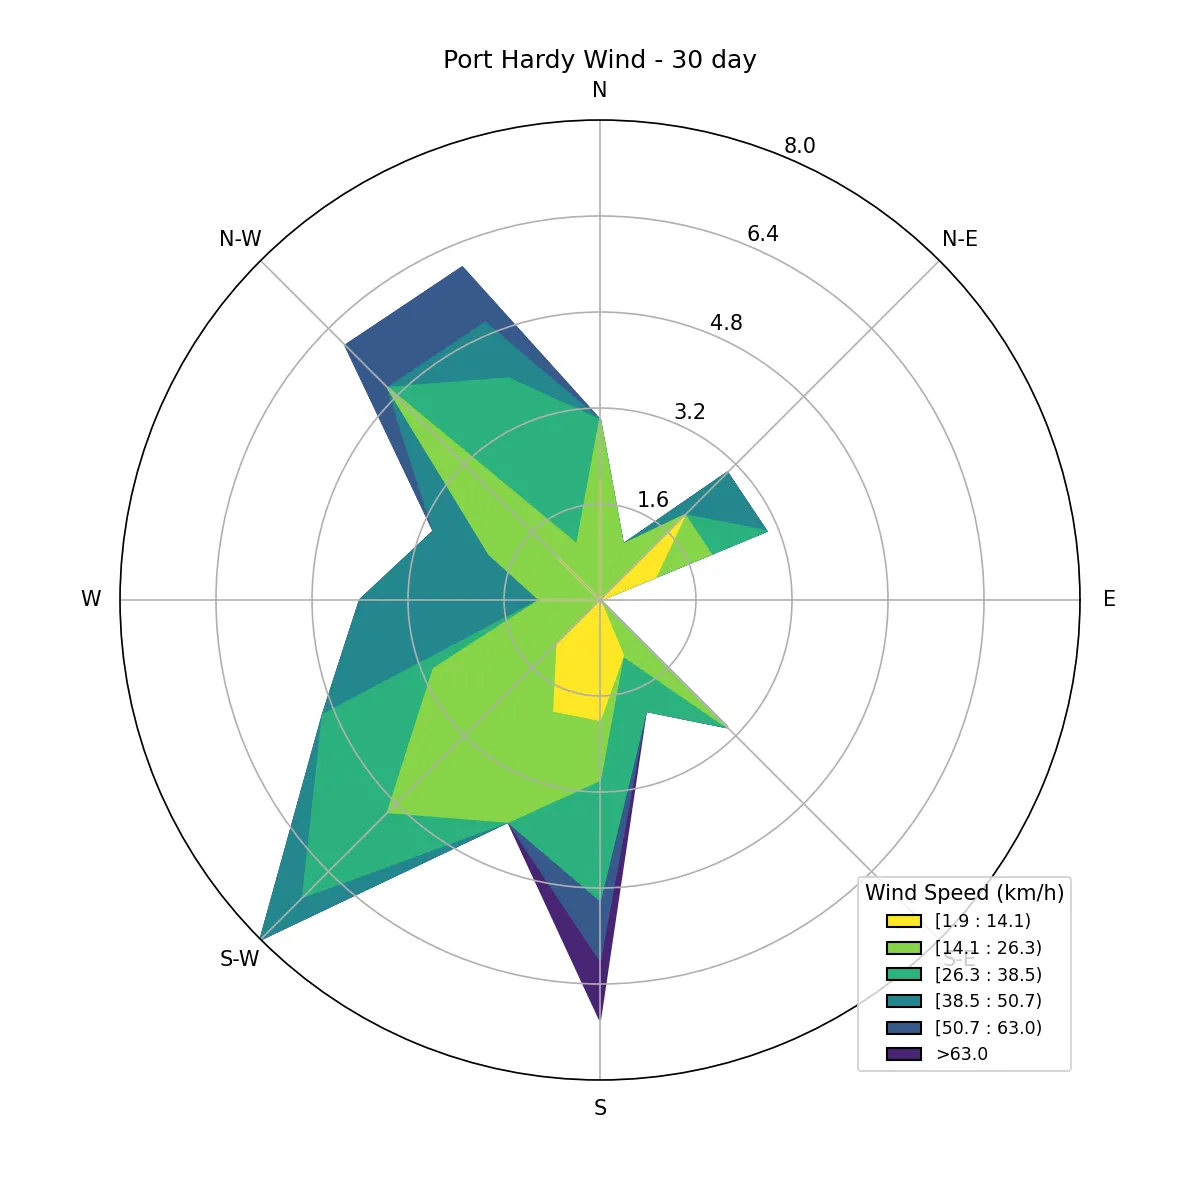 Port Hardy Wind - 30 day
N
8.0
N-W
6.4
N-E
4.8
3.2
1.6
W
E
S-W
S-E
S
Wind Speed (km/h)
[1.9 : 14.1)
[14.1 : 26.3)
[26.3 : 38.5)
[38.5 : 50.7)
[50.7 : 63.0)
>63.0